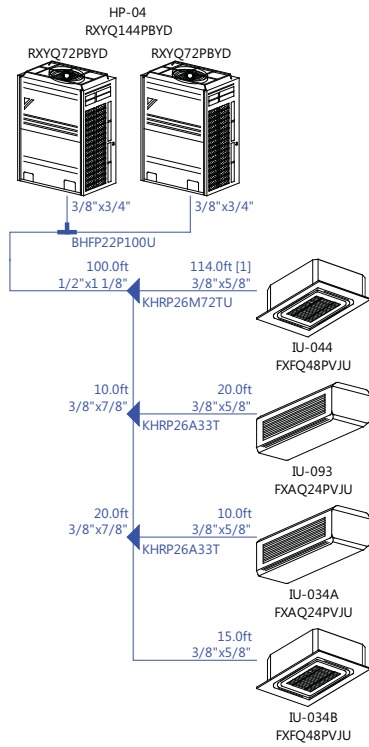 HP-04
RXYQ144PBYD
RXYQ72PBYD RXYQ72PBYD
3/8"x3/4" 3/8"x3/4"
BHFP22P100U
100.0ft 114.0ft [1]
1/2"x1 1/8" 3/8"x5/8"
KHRP26M72TU
IU-044
FXFQ48PVJU
10.0ft 20.0ft
3/8"x7/8" 3/8"x5/8"
KHRP26A33T
IU-093
FXAQ24PVJU
20.0ft 10.0ft
3/8"x7/8" 3/8"x5/8"
KHRP26A33T
IU-034A
FXAQ24PVJU
15.0ft
3/8"x5/8"
IU-034B
FXFQ48PVJU